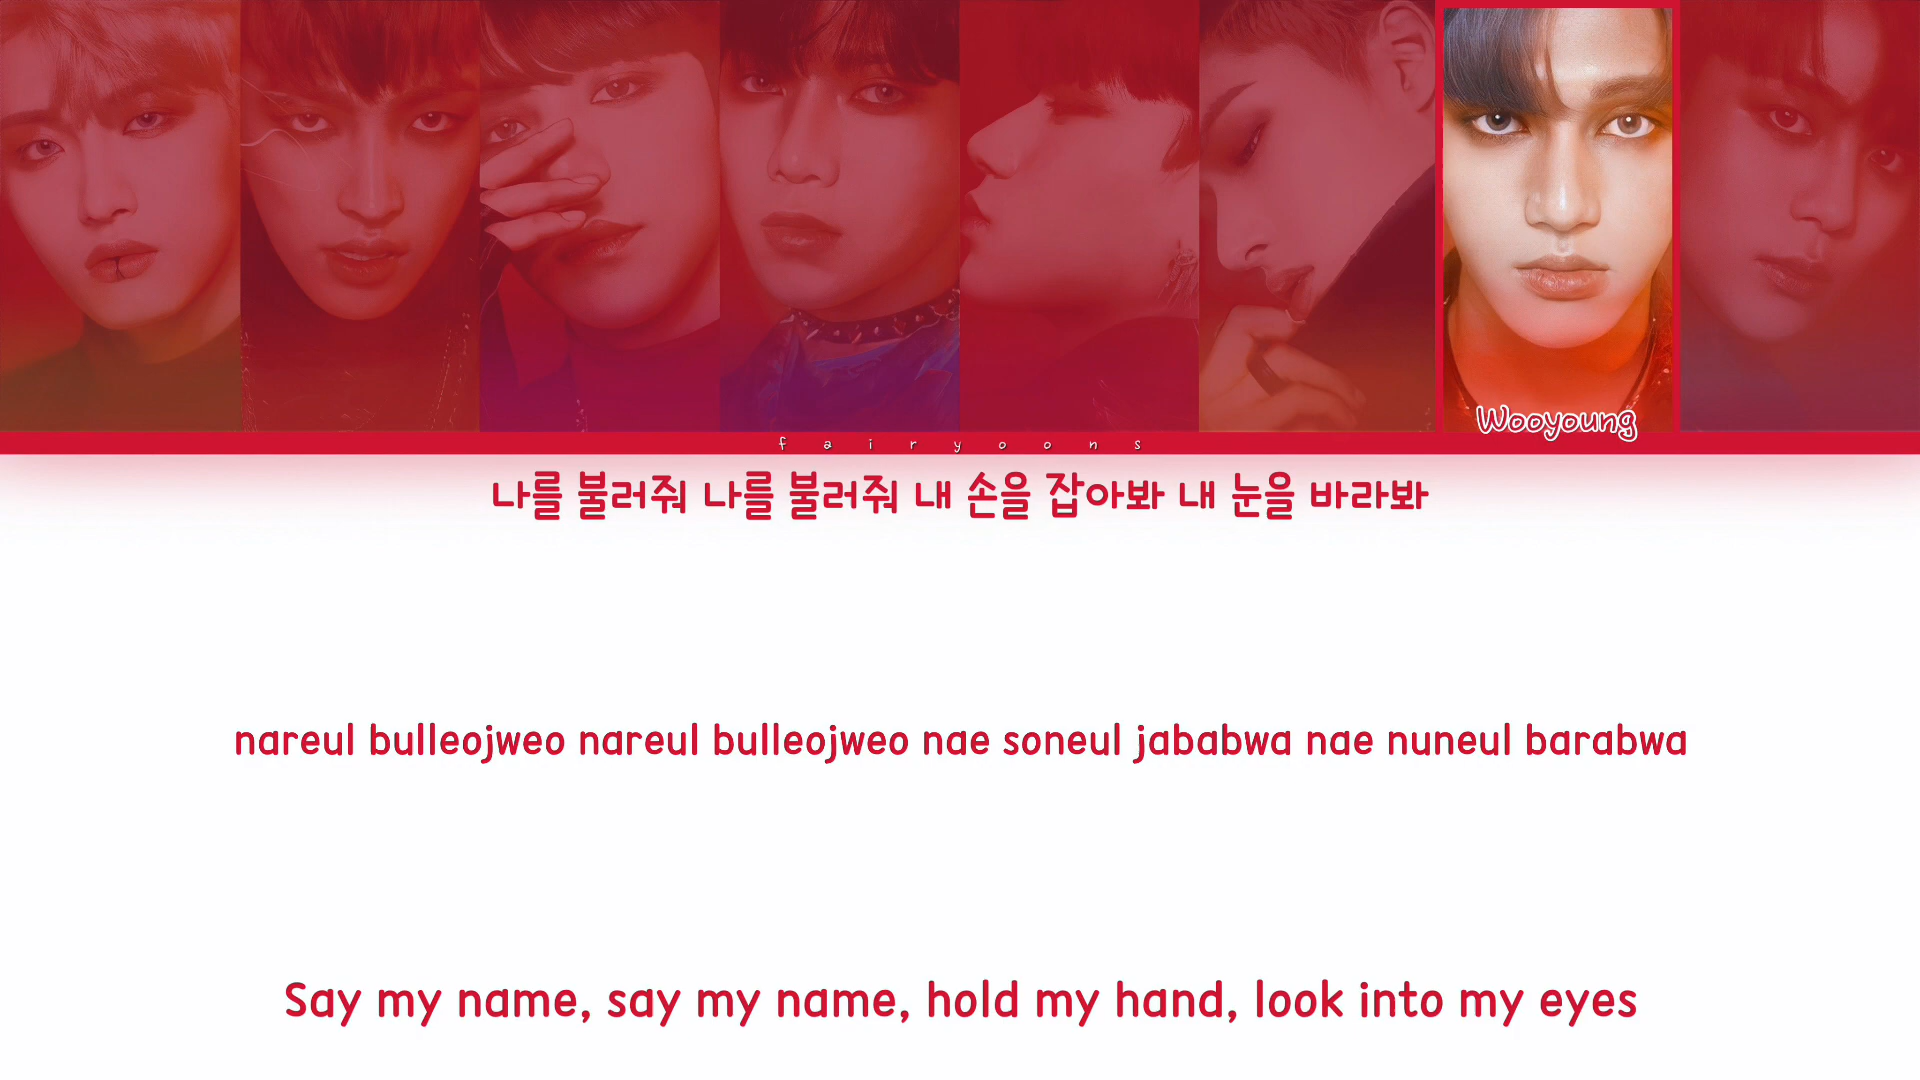 Wooyoung
fairyoons
나를 불러줘 나를 불러줘 내 손을 잡아봐 내 눈을 바라봐
nareul bulleojweo nareul bulleojweo nae soneul jababwa nae nuneul barabwa
Say my name, say my name, hold my hand, look into my eyes